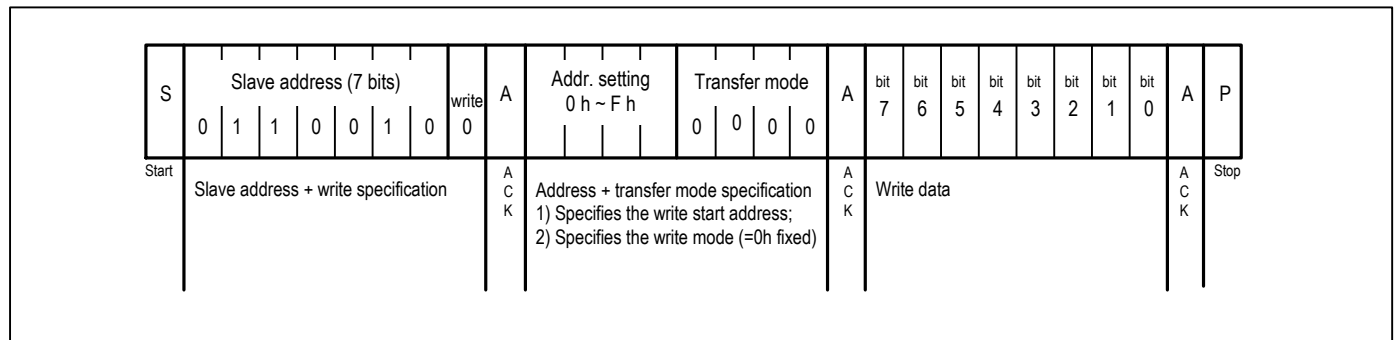 S
Slave address (7 bits)
0 1 1 0 0 1 0
write
0
A
Addr. setting
0 h ~ F h
Transfer mode
0 0 0 0
A
bit bit bit bit bit bit bit bit
7 6 5 4 3 2 1 0
A
P
Start
Slave address + write specification
A
C
K
Address + transfer mode specification
1) Specifies the write start address;
2) Specifies the write mode (=0h fixed)
A
C
K
Write data
A
C
K
Stop